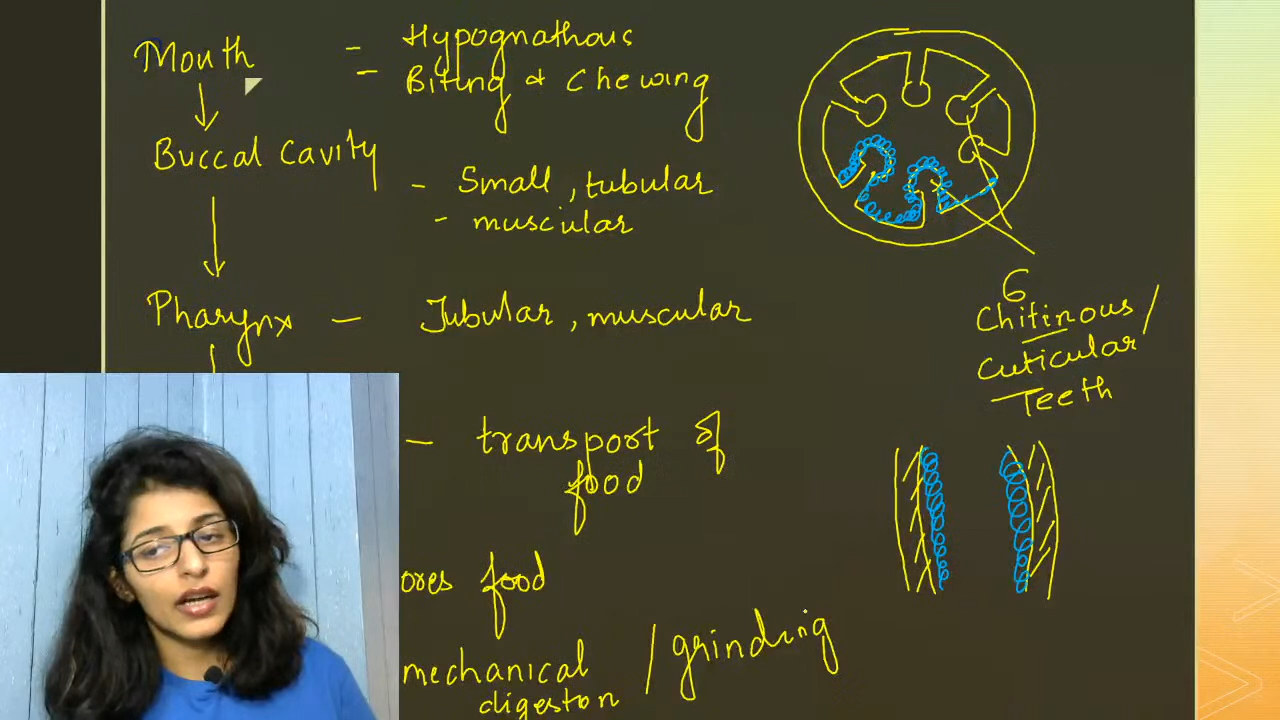 Mouth
- Hypognathous
- Biting & Chewing
Buccal Cavity
- Small, tubular
- muscular
Pharynx - Tubular, muscular
6
Chitinous/
Cuticular
Teeth
- transport of
food
ores food
mechanical / grinding
digeston